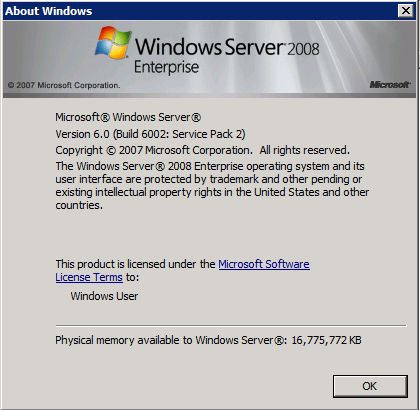 About Windows
Windows Server® 2008
Enterprise
© 2007 Microsoft Corporation.
Microsoft®
Microsoft® Windows Server®
Version 6.0 (Build 6002: Service Pack 2)
Copyright © 2007 Microsoft Corporation. All rights reserved.
The Windows Server® 2008 Enterprise operating system and its
user interface are protected by trademark and other pending or
existing intellectual property rights in the United States and other
countries.
This product is licensed under the Microsoft Software
License Terms to:
Windows User
Physical memory available to Windows Server®: 16,775,772 KB
OK